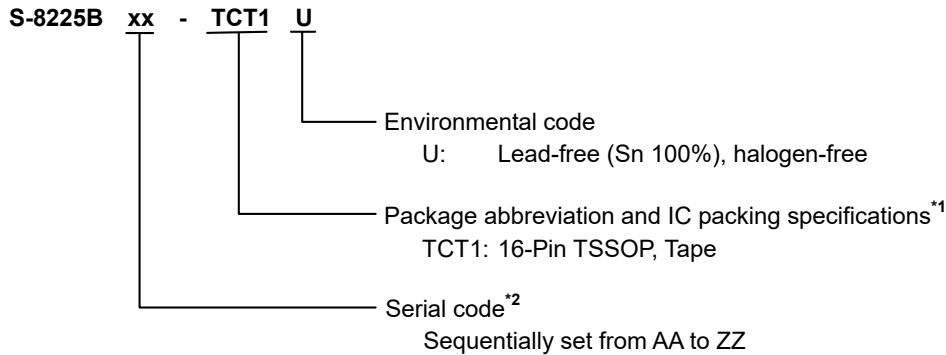 S-8225B xx - TCT1 U
Environmental code
U: Lead-free (Sn 100%), halogen-free
Package abbreviation and IC packing specifications*1
TCT1: 16-Pin TSSOP, Tape
Serial code*2
Sequentially set from AA to ZZ